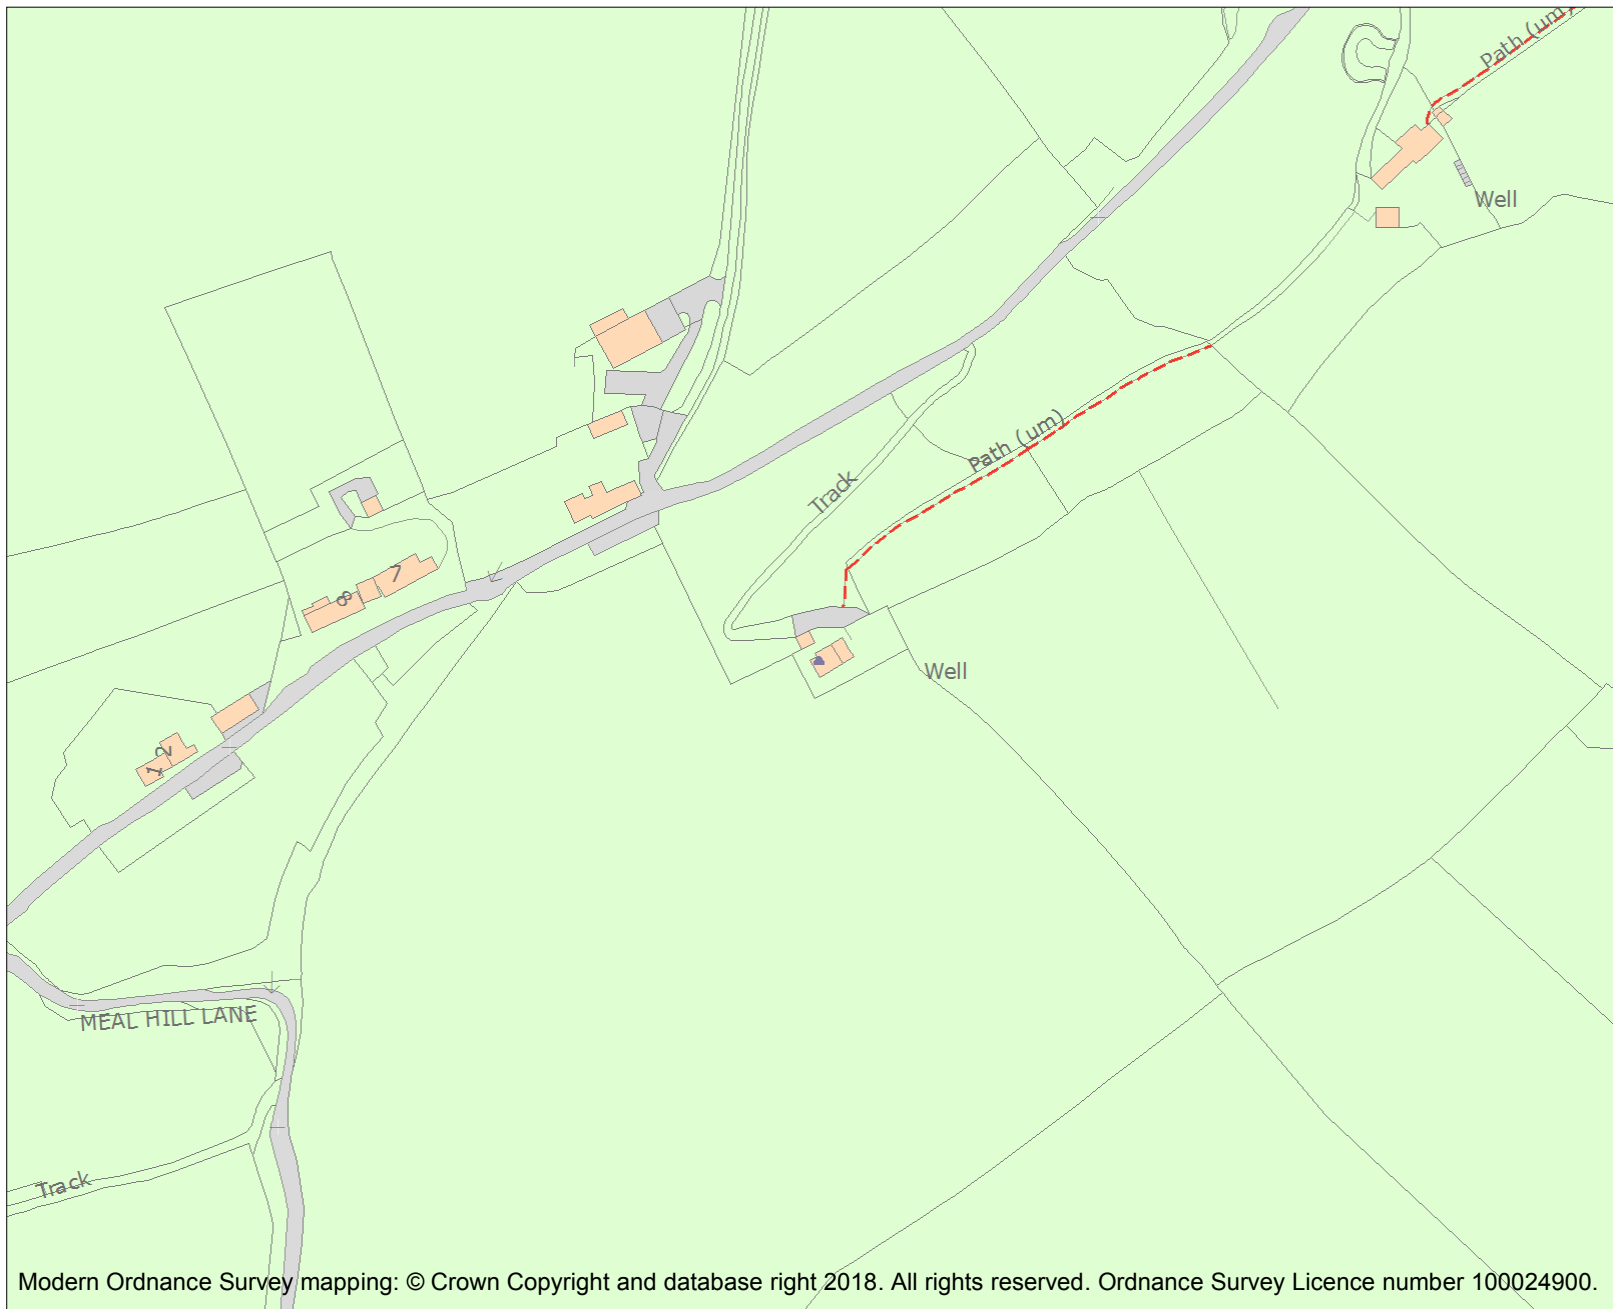 Path (um)
Well
Path (um)
Track
7
8
Well
2
1
MEAL HILL LANE
Track
Modern Ordnance Survey mapping: © Crown Copyright and database right 2018. All rights reserved. Ordnance Survey Licence number 100024900.